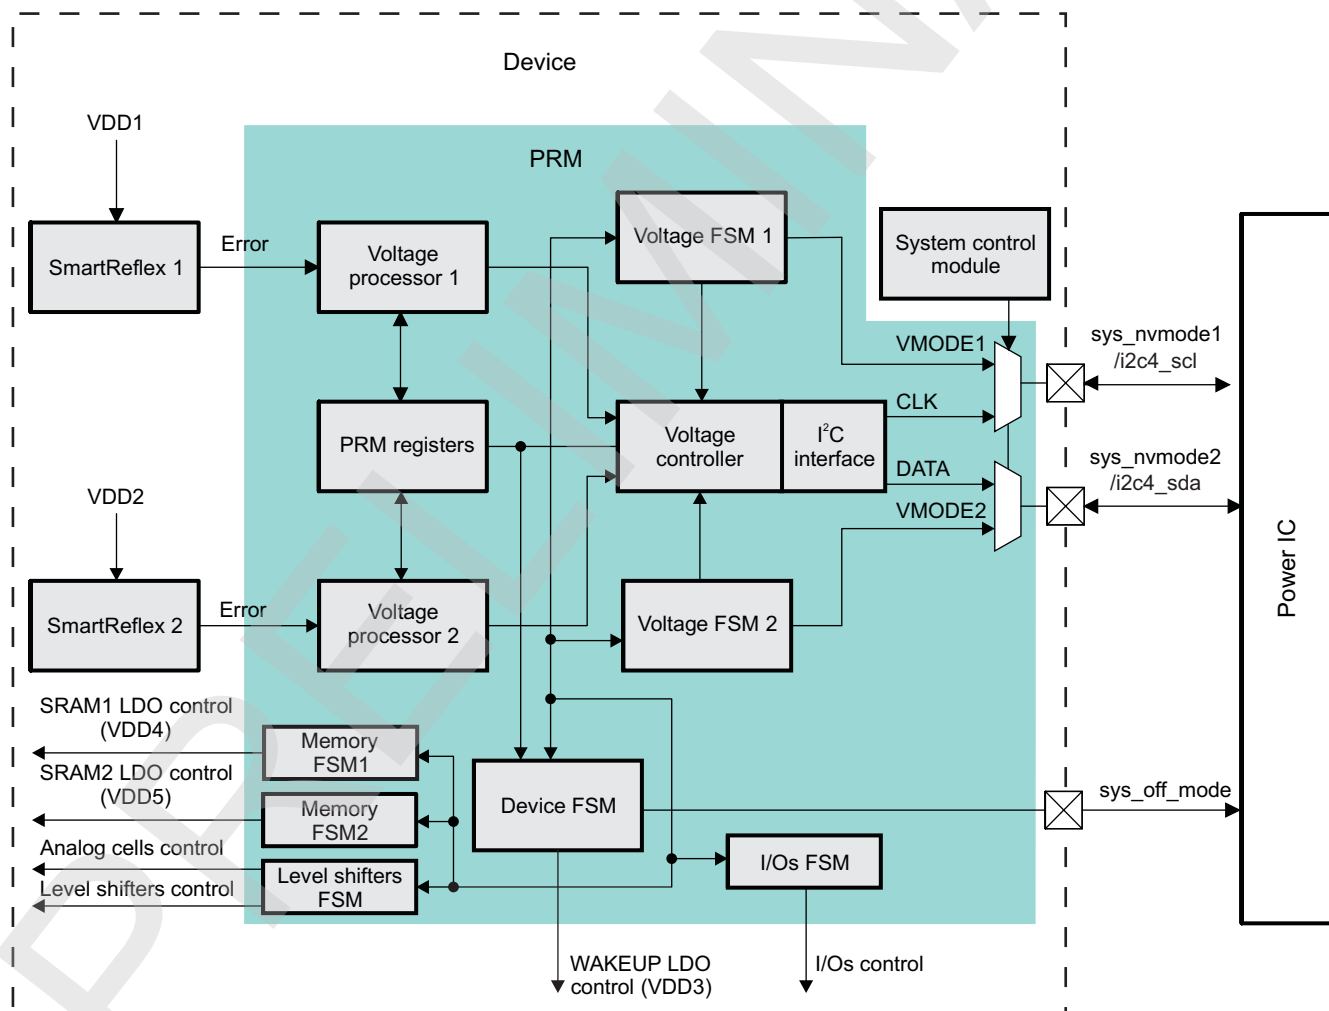 Device
VDD1
PRM
SmartReflex 1
Error
Voltage
processor 1
Voltage FSM 1
System control
module
VMODE1
sys_nvmode1
/i2c4_scl
PRM registers
Voltage
controller
I²C
interface
CLK
DATA
VMODE2
sys_nvmode2
/i2c4_sda
VDD2
SmartReflex 2
Error
Voltage
processor 2
Voltage FSM 2
Power IC
SRAM1 LDO control
(VDD4)
Memory
FSM1
SRAM2 LDO control
(VDD5)
Memory
FSM2
Device FSM
sys_off_mode
Analog cells control
Level shifters control
Level shifters
FSM
I/Os FSM
WAKEUP LDO
control (VDD3)
I/Os control
PRELIMINA